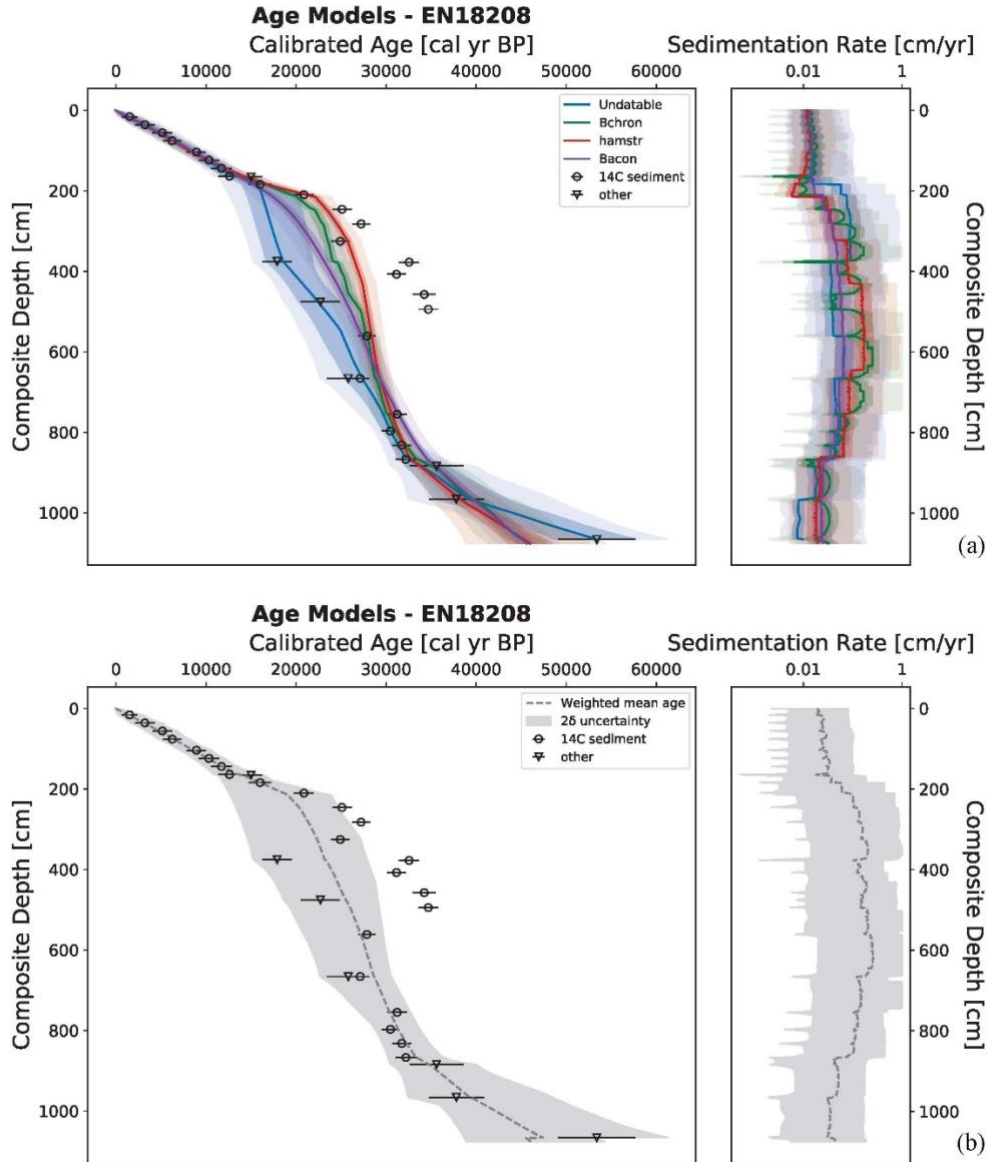 Age Models - EN18208
Calibrated Age [cal yr BP]
Sedimentation Rate [cm/yr]
0 10000 20000 30000 40000 50000 60000
0.01 1
0
200
400
600
800
1000
Composite Depth [cm]
Undatable
Bchron
hamstr
Bacon
14C sediment
other
0
200
400
600
800
1000
Composite Depth [cm]
(a)
Age Models - EN18208
Calibrated Age [cal yr BP]
Sedimentation Rate [cm/yr]
0 10000 20000 30000 40000 50000 60000
0.01 1
0
200
400
600
800
1000
Composite Depth [cm]
Weighted mean age
2δ uncertainty
14C sediment
other
0
200
400
600
800
1000
Composite Depth [cm]
(b)